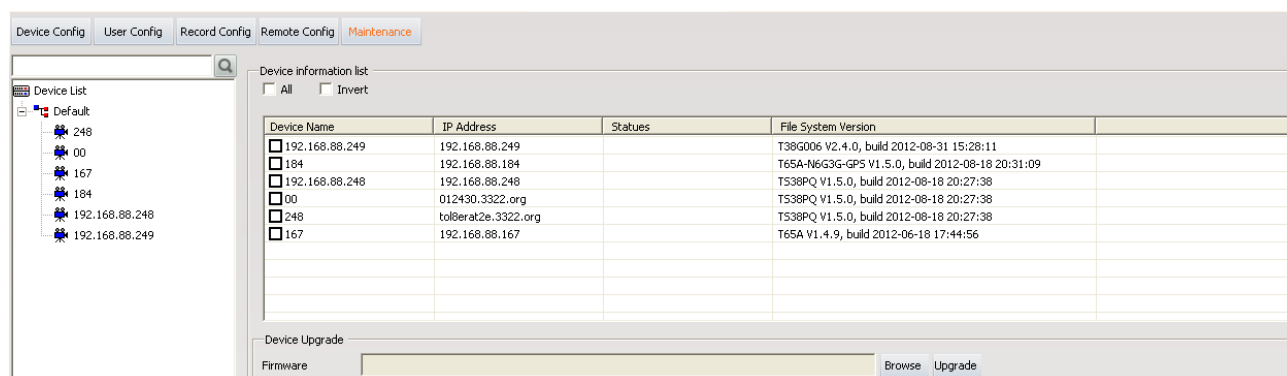 Device Config User Config Record Config Remote Config Maintenance
Device List
Default
248
00
167
184
192.168.88.248
192.168.88.249
Device information list
All Invert
Device Name IP Address Statues File System Version
192.168.88.249 192.168.88.249 T38G006 V2.4.0, build 2012-08-31 15:28:11
184 192.168.88.184 T65A-N6G3G-GPS V1.5.0, build 2012-08-18 20:31:09
192.168.88.248 192.168.88.248 TS38PQ V1.5.0, build 2012-08-18 20:27:38
00 012430.3322.org TS38PQ V1.5.0, build 2012-08-18 20:27:38
248 tol8erat2e.3322.org TS38PQ V1.5.0, build 2012-08-18 20:27:38
167 192.168.88.167 T65A V1.4.9, build 2012-06-18 17:44:56
Device Upgrade
Firmware Browse Upgrade